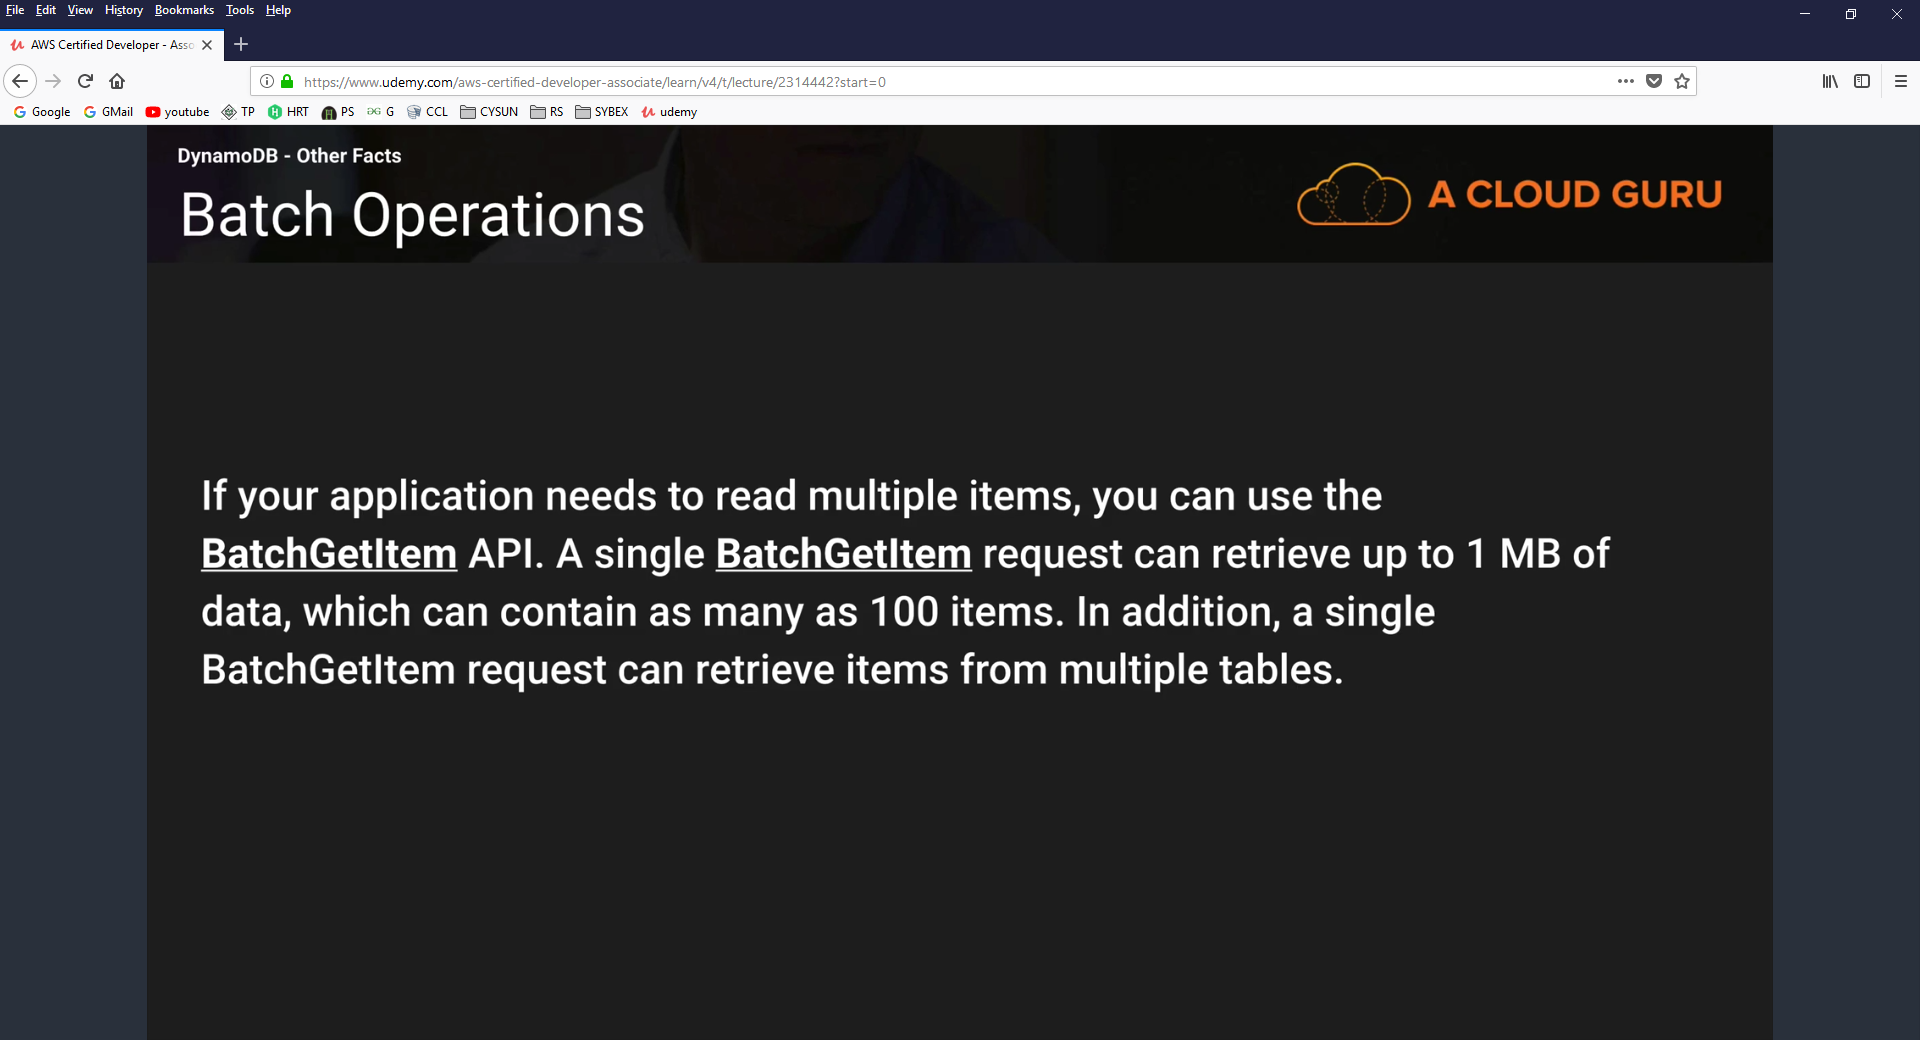 File Edit View History Bookmarks Tools Help
AWS Certified Developer - Asso
https://www.udemy.com/aws-certified-developer-associate/learn/v4/t/lecture/2314442?start=0
Google GMail youtube TP HRT PS G CCL CYSUN RS SYBEX udemy
DynamoDB - Other Facts
Batch Operations
A CLOUD GURU
If your application needs to read multiple items, you can use the
BatchGetItem API. A single BatchGetItem request can retrieve up to 1 MB of
data, which can contain as many as 100 items. In addition, a single
BatchGetItem request can retrieve items from multiple tables.